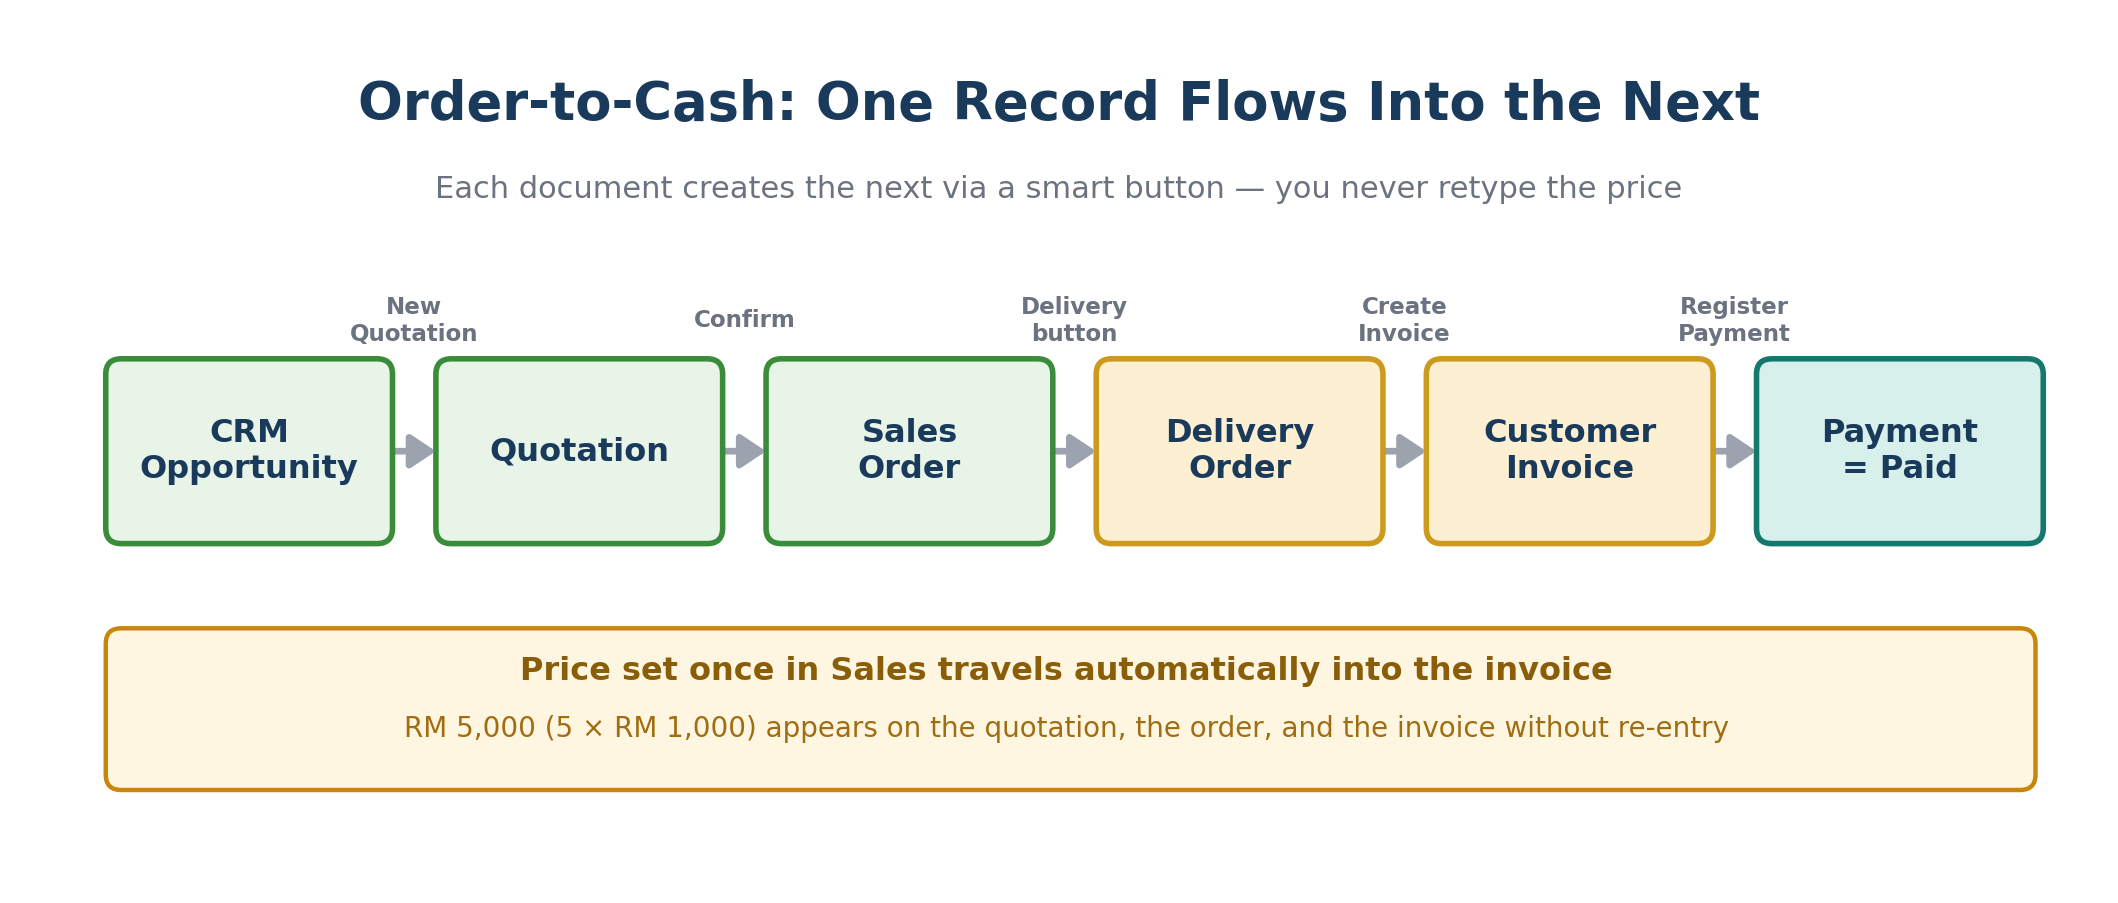 Order-to-Cash: One Record Flows Into the Next
Each document creates the next via a smart button — you never retype the price
New
Quotation
Confirm
Delivery
button
Create
Invoice
Register
Payment
CRM
Opportunity
Quotation
Sales
Order
Delivery
Order
Customer
Invoice
Payment
= Paid
Price set once in Sales travels automatically into the invoice
RM 5,000 (5 × RM 1,000) appears on the quotation, the order, and the invoice without re-entry